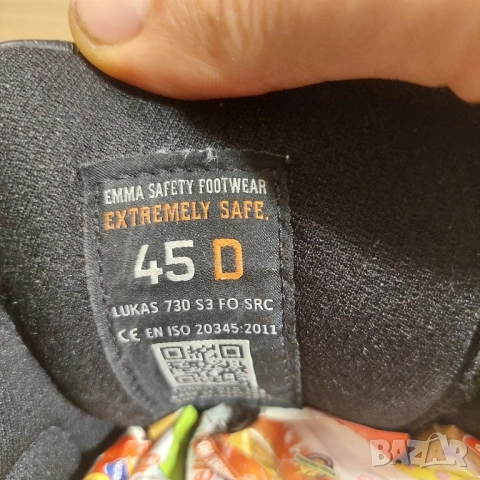 EMMA SAFETY FOOTWEAR
EXTREMELY SAFE.
45 D
LUKAS 730 S3 FO SRC
CE EN ISO 20345:2011
BAZAR